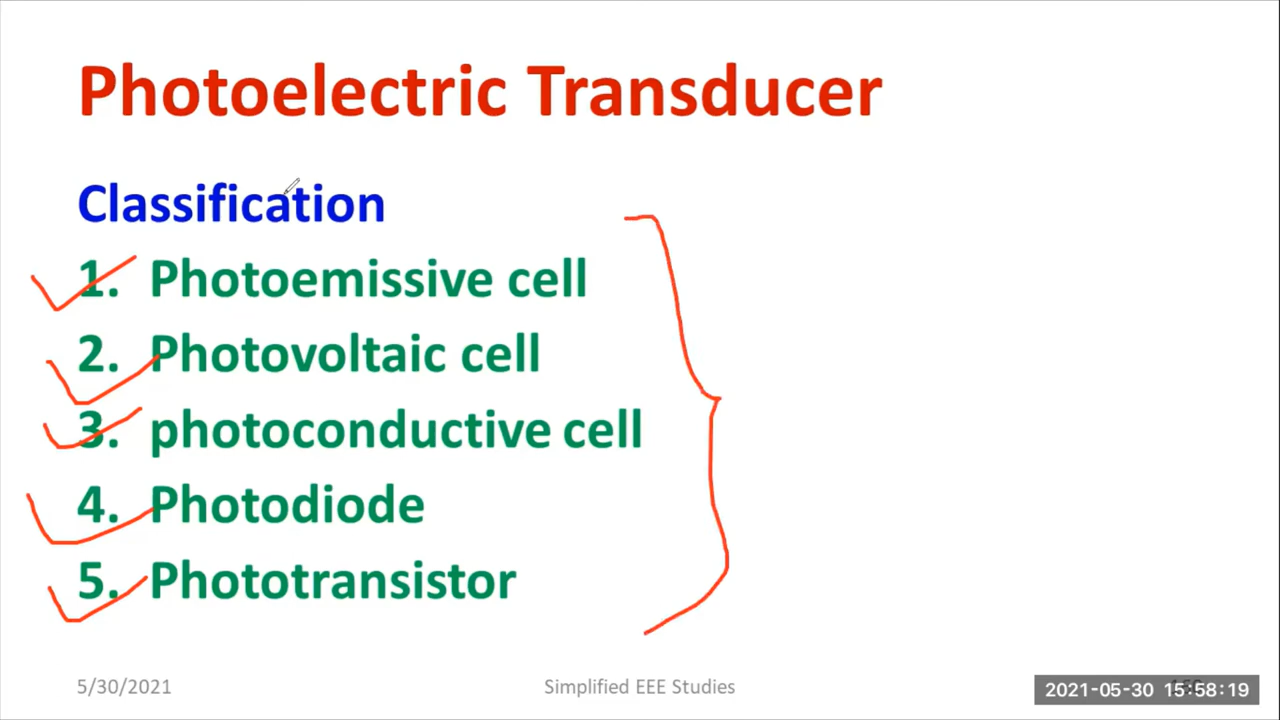 Photoelectric Transducer
Classification
1. Photoemissive cell
2. Photovoltaic cell
3. photoconductive cell
4. Photodiode
5. Phototransistor
5/30/2021
Simplified EEE Studies
2021-05-30 15:58:19